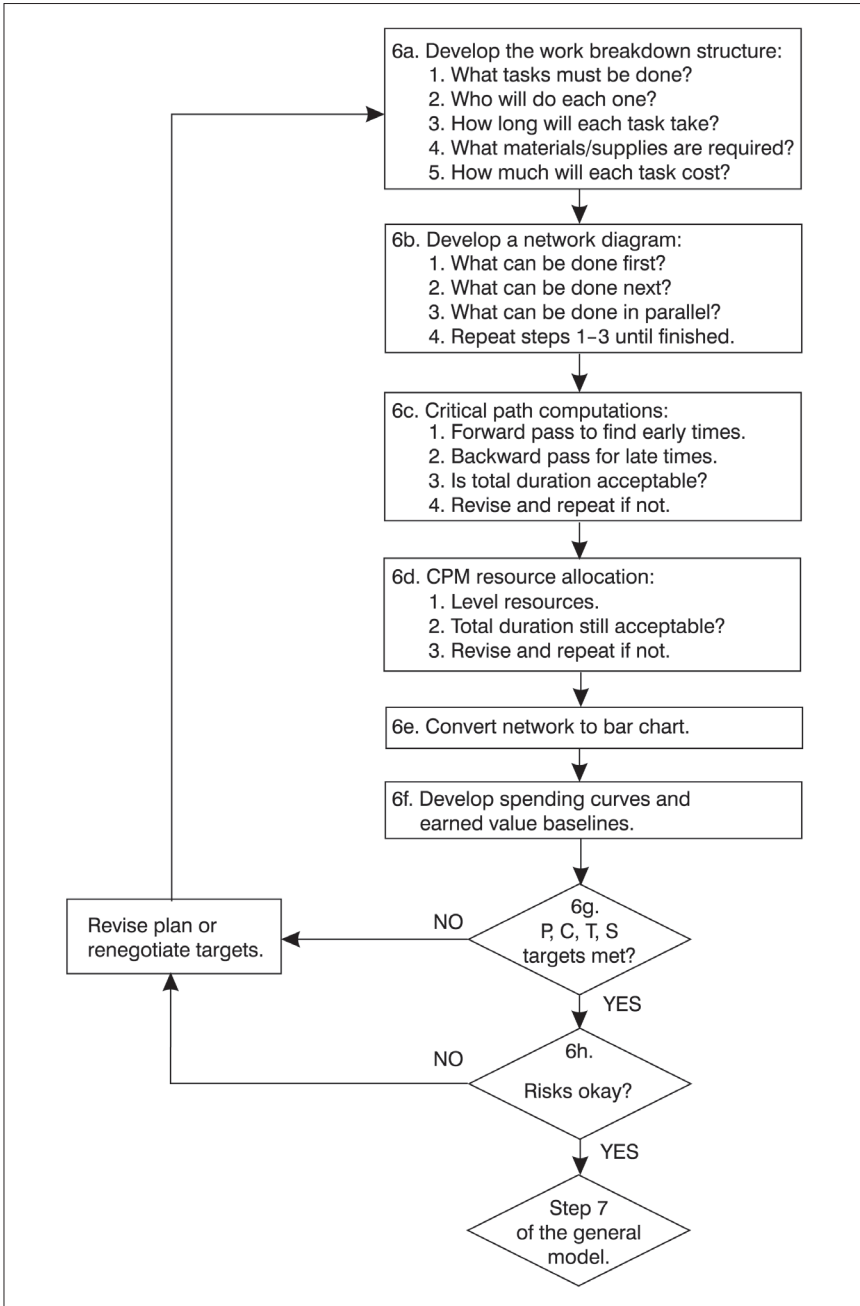 6a. Develop the work breakdown structure:
1. What tasks must be done?
2. Who will do each one?
3. How long will each task take?
4. What materials/supplies are required?
5. How much will each task cost?
6b. Develop a network diagram:
1. What can be done first?
2. What can be done next?
3. What can be done in parallel?
4. Repeat steps 1–3 until finished.
6c. Critical path computations:
1. Forward pass to find early times.
2. Backward pass for late times.
3. Is total duration acceptable?
4. Revise and repeat if not.
6d. CPM resource allocation:
1. Level resources.
2. Total duration still acceptable?
3. Revise and repeat if not.
6e. Convert network to bar chart.
6f. Develop spending curves and
earned value baselines.
6g.
P, C, T, S
targets met?
NO
Revise plan or
renegotiate targets.
YES
6h.
Risks okay?
NO
YES
Step 7
of the general
model.